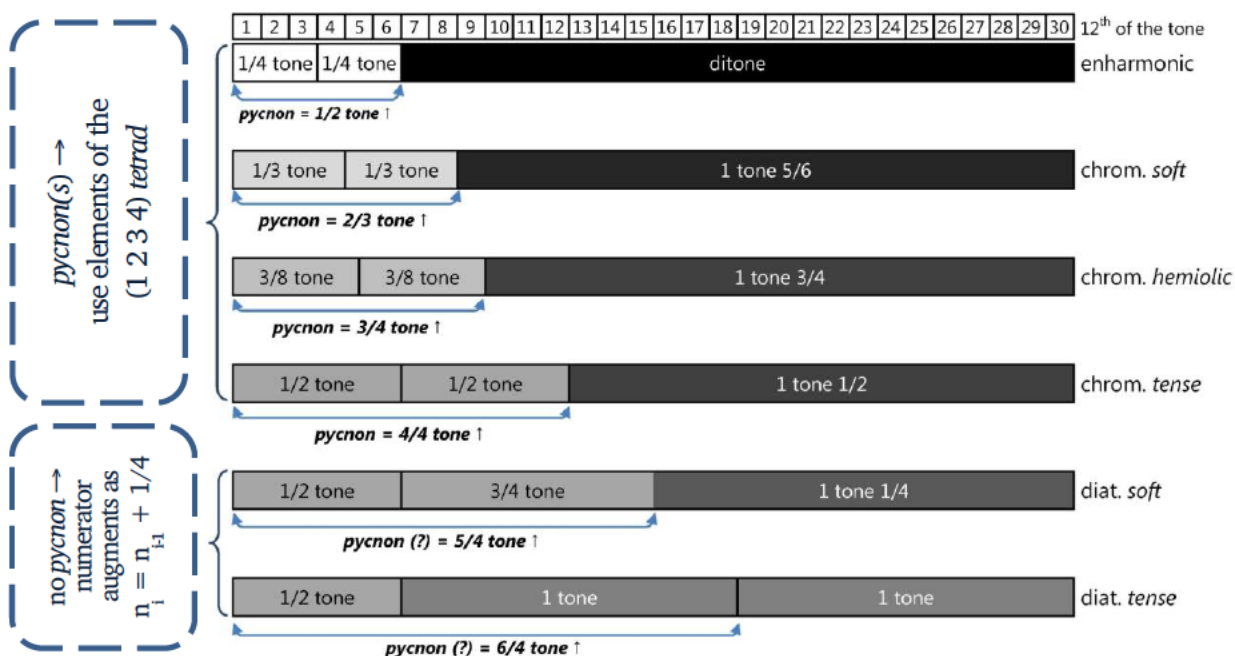 1 2 3 4 5 6 7 8 9 10 11 12 13 14 15 16 17 18 19 20 21 22 23 24 25 26 27 28 29 30 12th of the tone
1/4 tone 1/4 tone ditone enharmonic
pycnon = 1/2 tone ↑
1/3 tone 1/3 tone 1 tone 5/6 chrom. soft
pycnon = 2/3 tone ↑
3/8 tone 3/8 tone 1 tone 3/4 chrom. hemiolic
pycnon = 3/4 tone ↑
1/2 tone 1/2 tone 1 tone 1/2 chrom. tense
pycnon = 4/4 tone ↑
1/2 tone 3/4 tone 1 tone 1/4 diat. soft
pycnon (?) = 5/4 tone ↑
1/2 tone 1 tone 1 tone diat. tense
pycnon (?) = 6/4 tone ↑
pycnon(s) →
use elements of the
(1 2 3 4) tetrad
no pycnon →
numerator
augments as
n_i = n_i-1 + 1/4